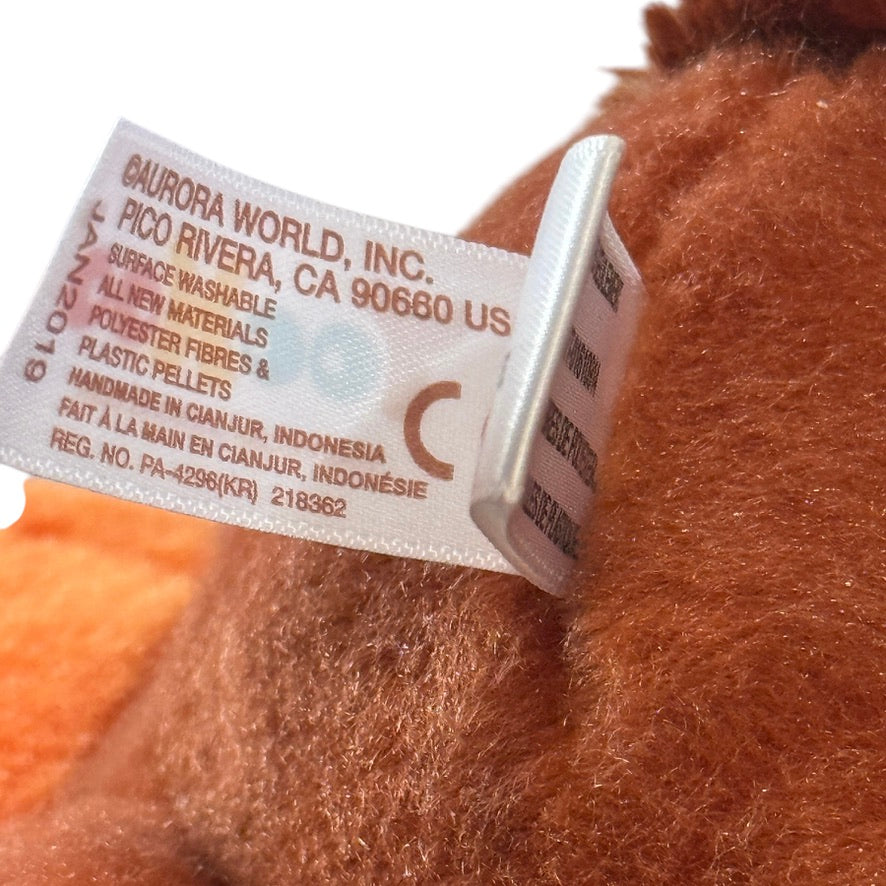 ©AURORA WORLD, INC.
PICO RIVERA, CA 90660 US
SURFACE WASHABLE
ALL NEW MATERIALS
POLYESTER FIBRES &
PLASTIC PELLETS
HANDMADE IN CIANJUR, INDONESIA
FAIT À LA MAIN EN CIANJUR, INDONÉSIE
REG. NO. PA-4296(KR) 218362
JAN2019
C